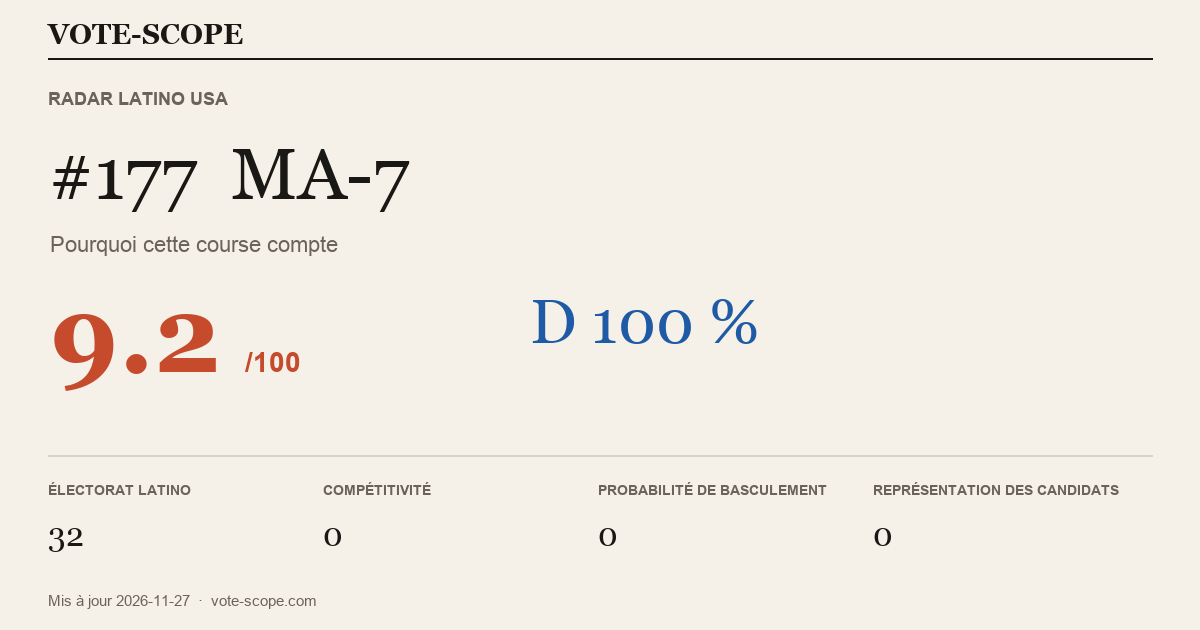 VOTE-SCOPE
RADAR LATINO USA
#177 MA-7
Pourquoi cette course compte
9.2 /100
D 100 %
ÉLECTORAT LATINO
32
COMPÉTITIVITÉ
0
PROBABILITÉ DE BASCULEMENT
0
REPRÉSENTATION DES CANDIDATS
0
Mis à jour 2026-11-27 · vote-scope.com